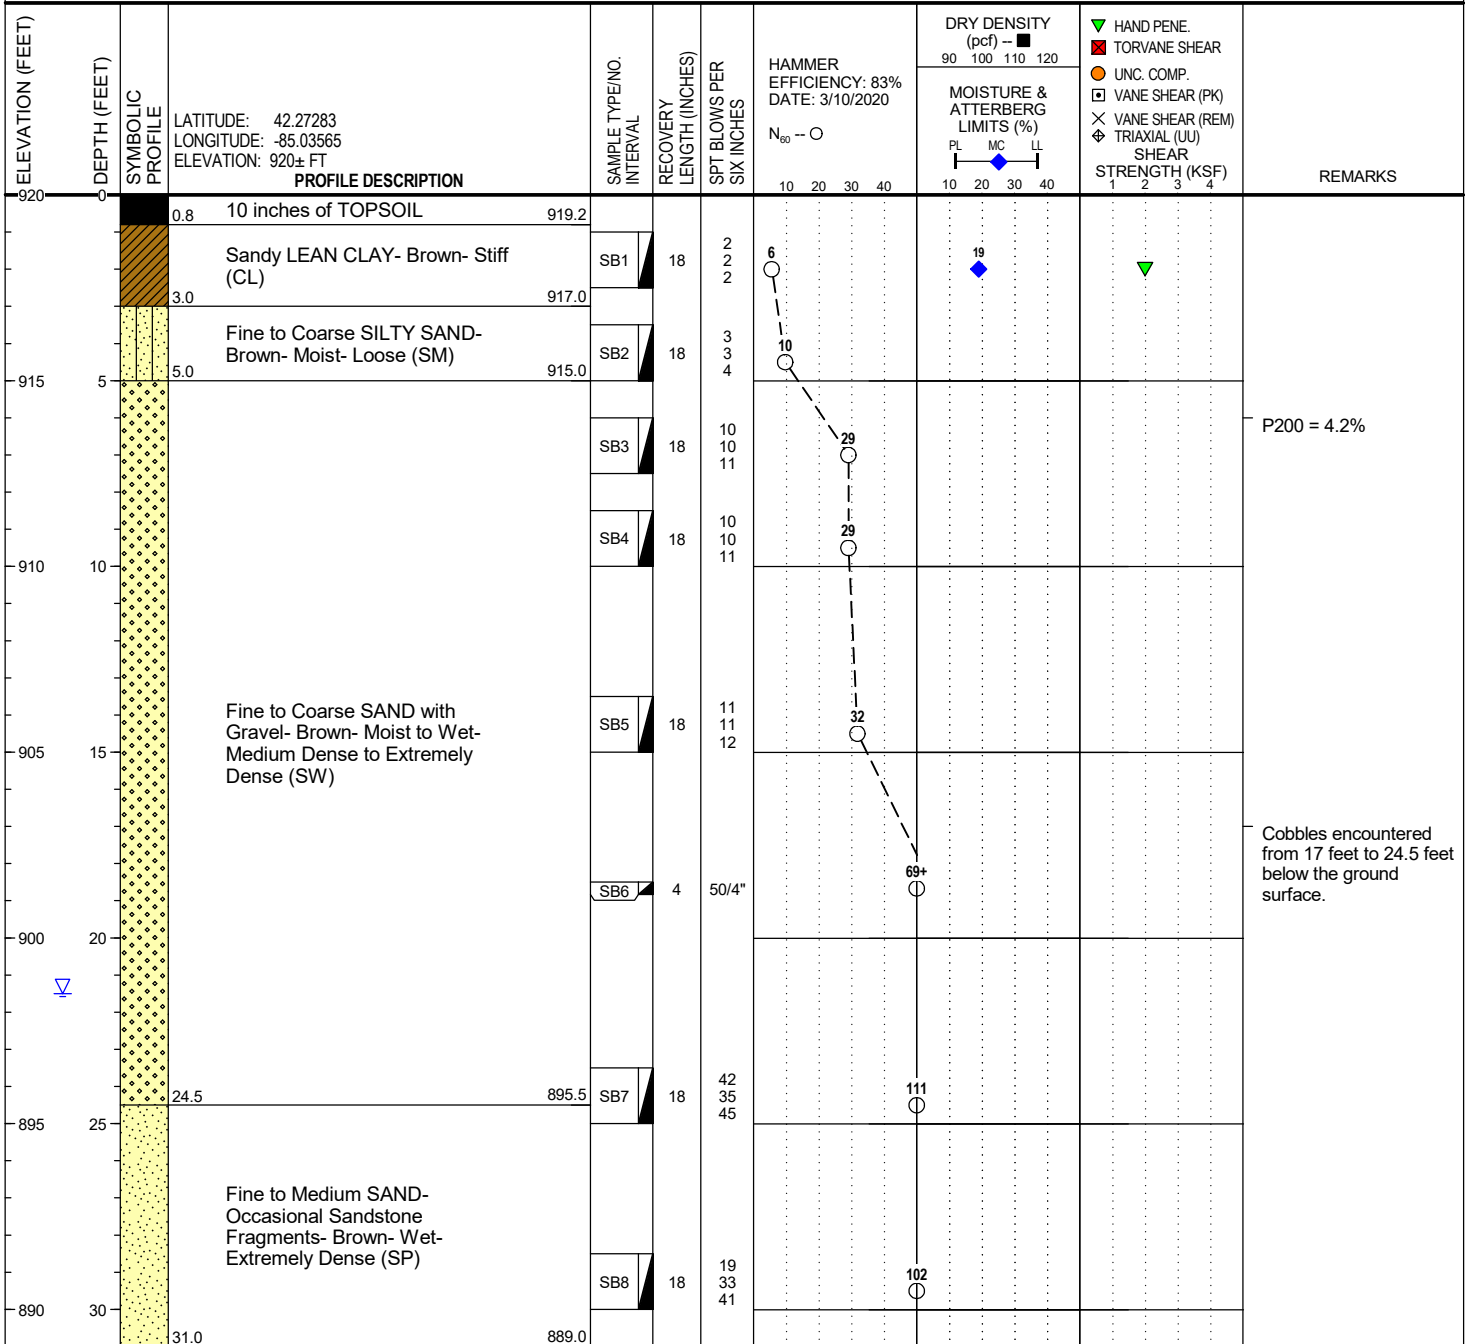 ELEVATION (FEET)
DEPTH (FEET)
SYMBOLIC
PROFILE
LATITUDE: 42.27283
LONGITUDE: -85.03565
ELEVATION: 920± FT
PROFILE DESCRIPTION
SAMPLE TYPE/NO.
INTERVAL
RECOVERY
LENGTH (INCHES)
SPT BLOWS PER
SIX INCHES
HAMMER
EFFICIENCY: 83%
DATE: 3/10/2020
N60 -- O
10 20 30 40
DRY DENSITY
(pcf) -- ■
90 100 110 120
MOISTURE &
ATTERBERG
LIMITS (%)
PL MC LL
10 20 30 40
HAND PENE.
TORVANE SHEAR
UNC. COMP.
VANE SHEAR (PK)
VANE SHEAR (REM)
TRIAXIAL (UU)
SHEAR
STRENGTH (KSF)
1 2 3 4
REMARKS
920 0
0.8 10 inches of TOPSOIL 919.2
Sandy LEAN CLAY- Brown- Stiff
(CL)
3.0 917.0
SB1 18
2
2
2
6
19
Fine to Coarse SILTY SAND-
Brown- Moist- Loose (SM)
5.0 915.0
SB2 18
3
3
4
10
915 5
P200 = 4.2%
SB3 18
10
10
11
29
SB4 18
10
10
11
29
910 10
Fine to Coarse SAND with
Gravel- Brown- Moist to Wet-
Medium Dense to Extremely
Dense (SW)
SB5 18
11
11
12
32
905 15
Cobbles encountered
from 17 feet to 24.5 feet
below the ground
surface.
SB6 4 50/4" 69+
900 20
24.5 895.5
SB7 18
42
35
45
111
895 25
Fine to Medium SAND-
Occasional Sandstone
Fragments- Brown- Wet-
Extremely Dense (SP)
SB8 18
19
33
41
102
890 30
31.0 889.0